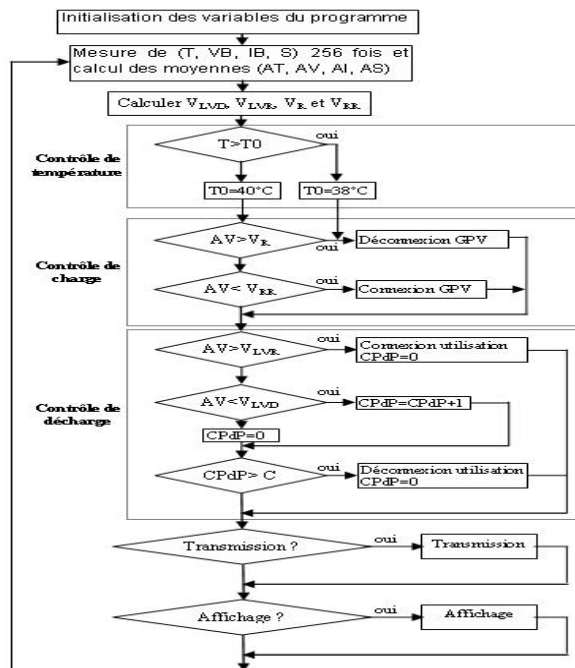 Initialisation des variables du programme
Mesure de (T, VB, IB, S) 256 fois et
calcul des moyennes (AT, AV, AI, AS)
Calculer VLVD, VLVR, VR et VRR
Contrôle de
température
T>T0
oui
T0=40°C
T0=38°C
Contrôle de
charge
AV>VR
oui
Déconnexion GPV
AV< VRR
oui
Connexion GPV
Contrôle de
décharge
AV>VLVR
oui
Connexion utilisation
CPdP=0
AV<VLVD
oui
CPdP=CPdP+1
CPdP=0
CPdP> C
oui
Déconnexion utilisation
CPdP=0
Transmission ?
oui
Transmission
Affichage ?
oui
Affichage